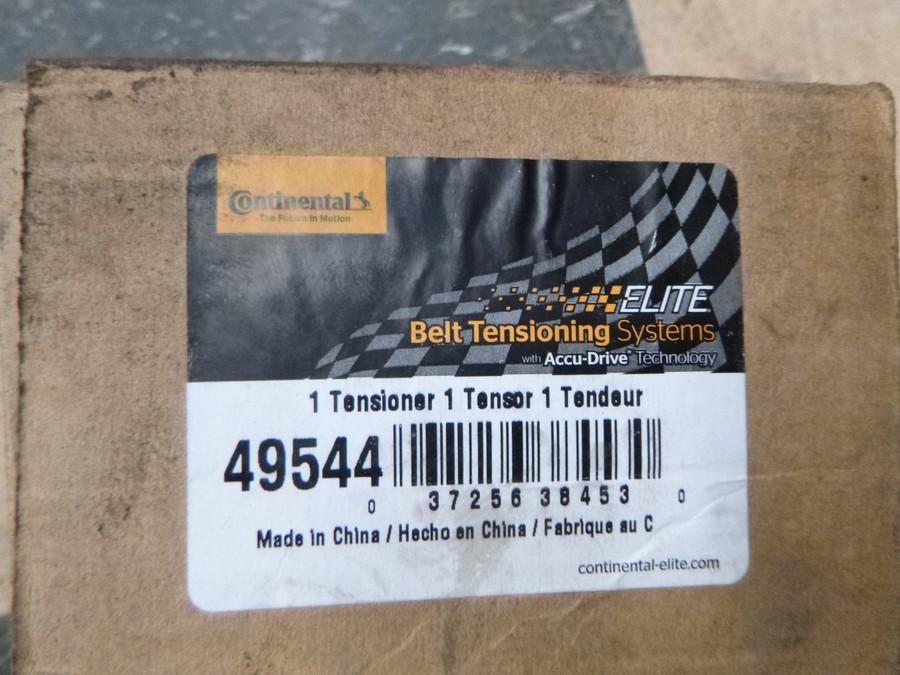 Continental
The Future in Motion
ELITE
Belt Tensioning Systems
with Accu-Drive® Technology
1 Tensioner 1 Tensor 1 Tendeur
49544
0 37256 38453 0
Made in China / Hecho en China / Fabrique au C
continental-elite.com